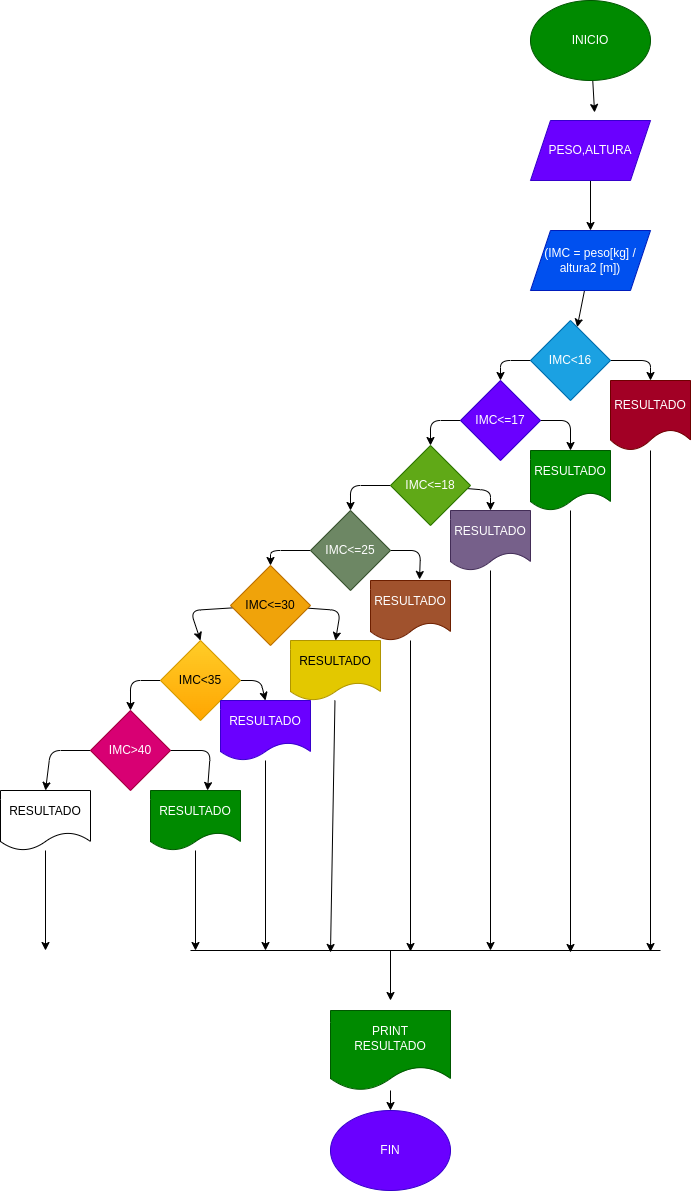 INICIO
PESO,ALTURA
(IMC = peso[kg] /
altura2 [m])
IMC<16
RESULTADO
IMC<=17
RESULTADO
IMC<=18
RESULTADO
IMC<=25
RESULTADO
IMC<=30
RESULTADO
IMC<35
RESULTADO
IMC>40
RESULTADO
RESULTADO
PRINT
RESULTADO
FIN